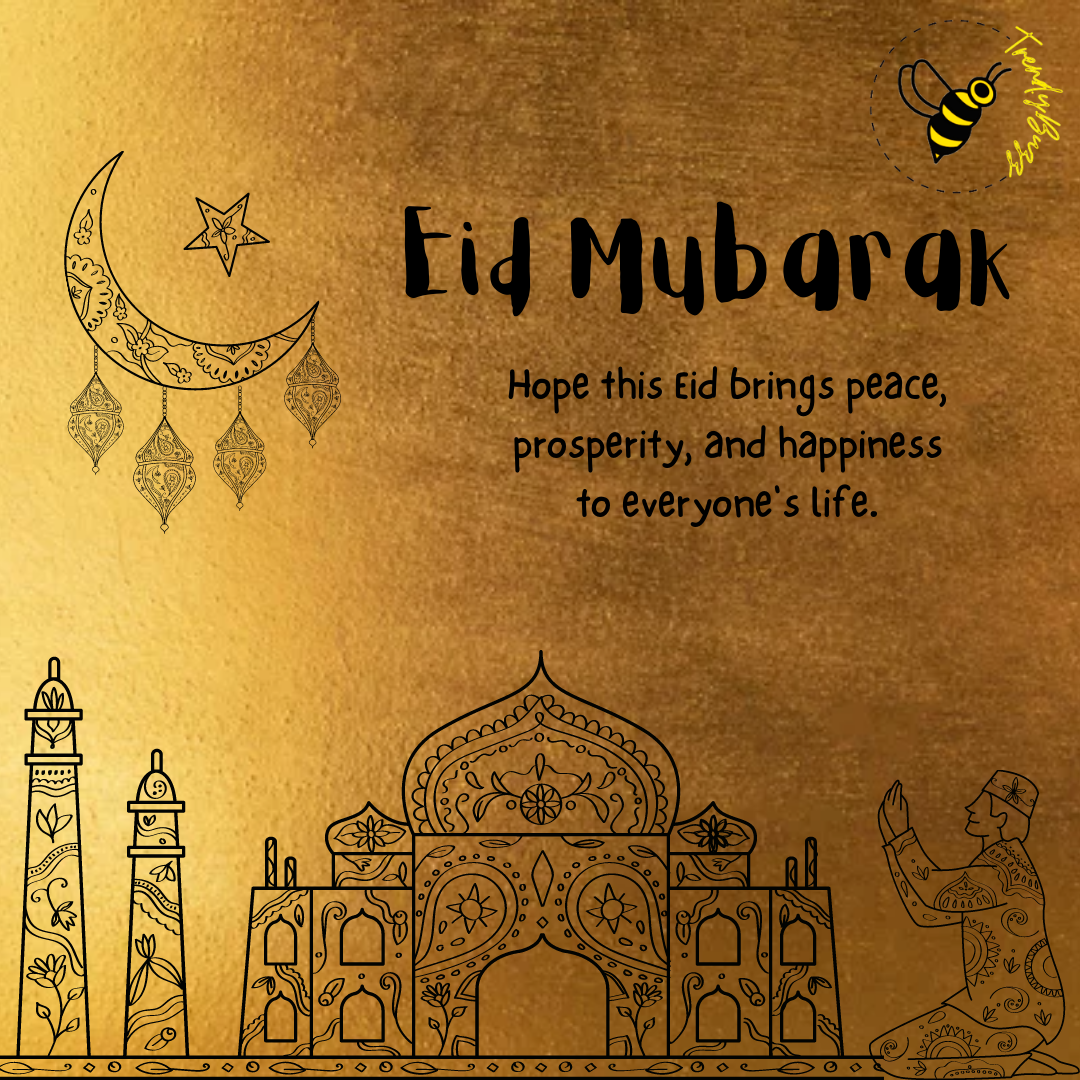 TrendyBuzz
Eid Mubarak
Hope this Eid brings peace,
prosperity, and happiness
to everyone's life.